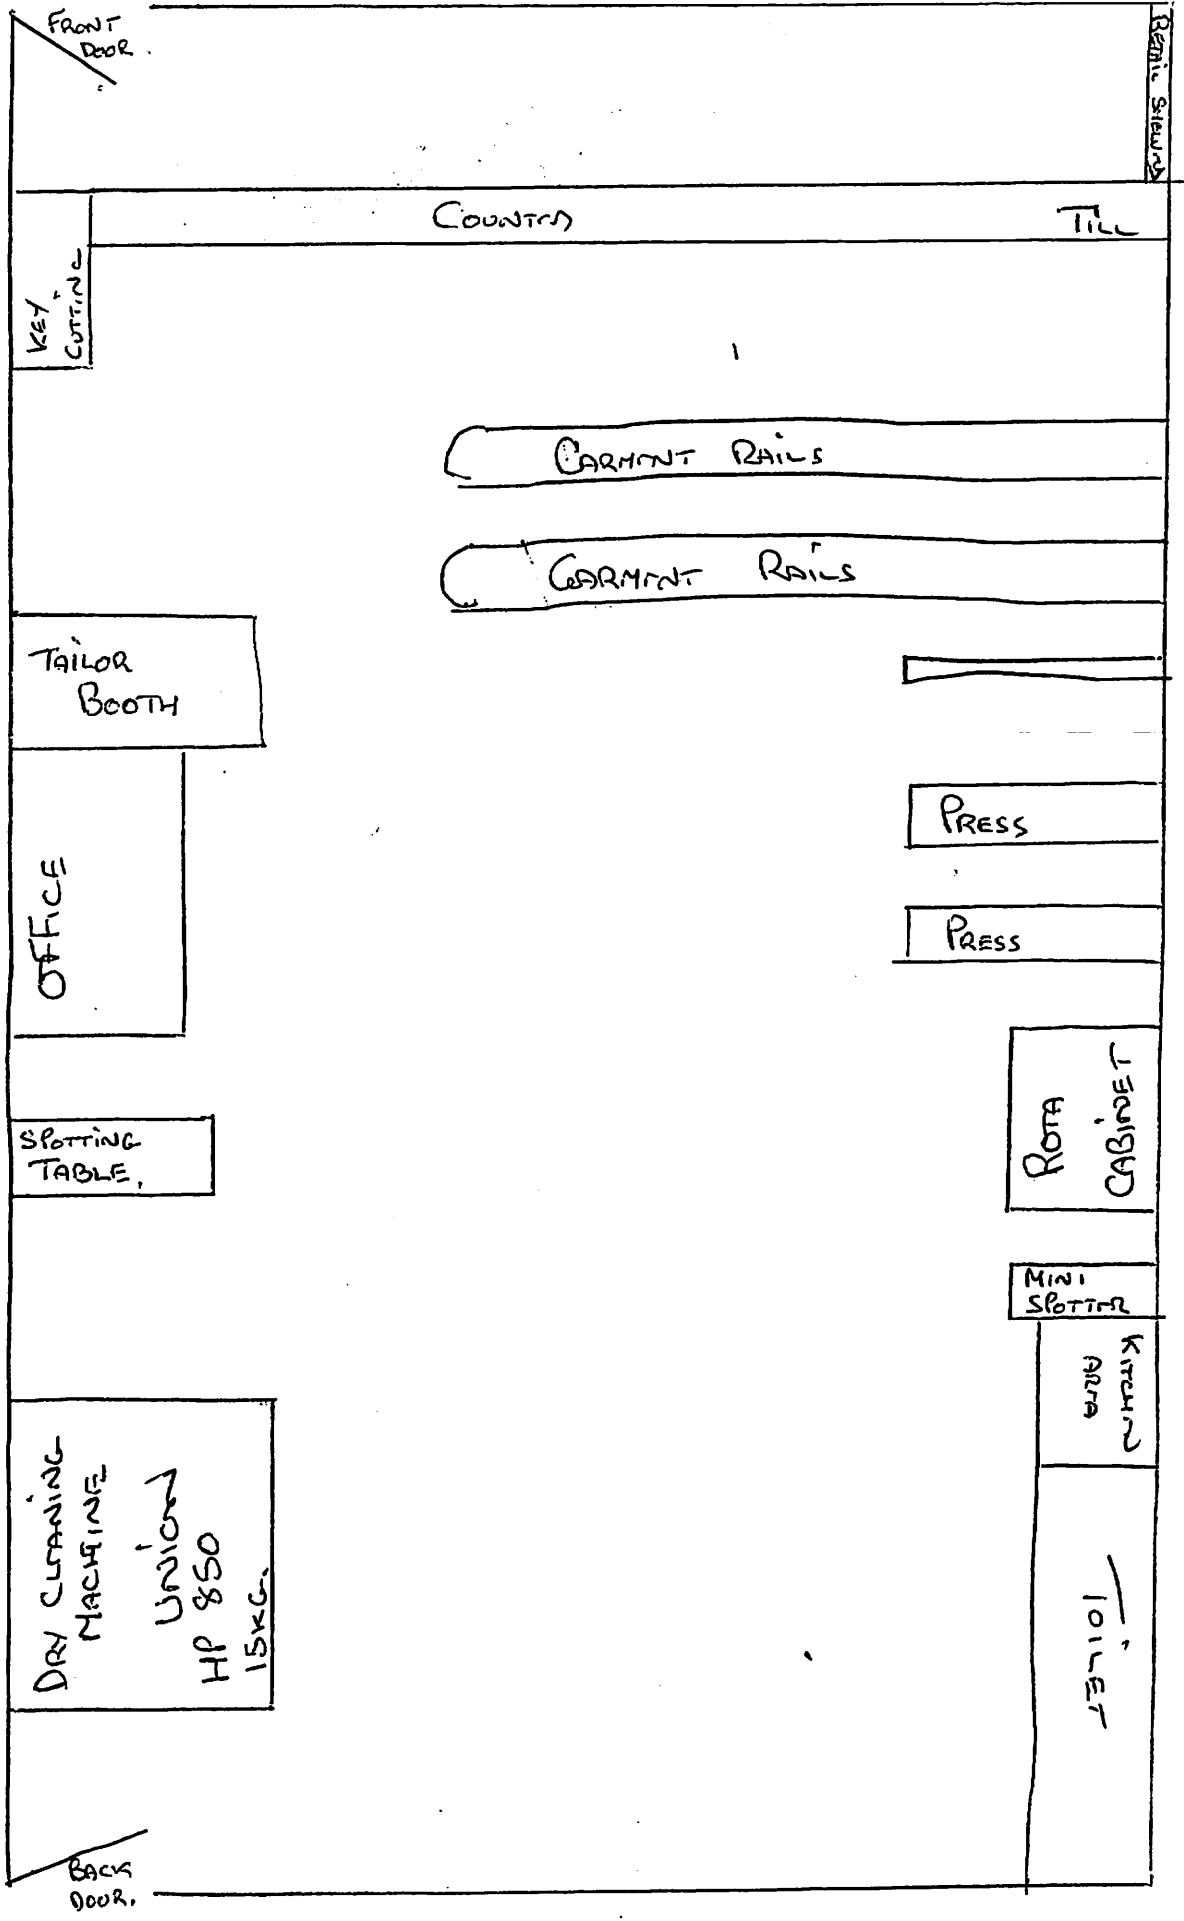 FRONT
DOOR.
RETAIL SHELVING
COUNTER
TILL
KEY
CUTTING
GARMENT RAILS
GARMENT RAILS
TAILOR
BOOTH
PRESS
OFFICE
PRESS
ROTA
CABINET
SPOTTING
TABLE.
MINI
SPOTTER
KITCHEN
AREA
DRY CLEANING
MACHINE
UNION
HP 850
15KG.
TOILET
BACK
DOOR.